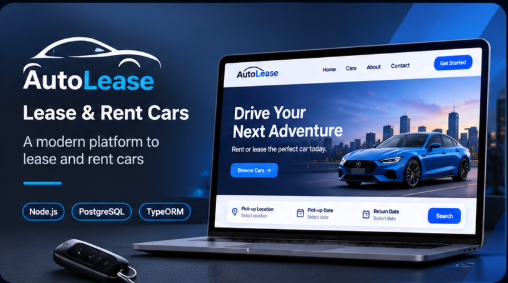 AutoLease
Lease & Rent Cars
A modern platform to
lease and rent cars
Node.js
PostgreSQL
TypeORM
AutoLease
Home
Cars
About
Contact
Get Started
Drive Your
Next Adventure
Rent or lease the perfect car today.
Browse Cars →
Pick-up Location
Select location
Pick-up Date
Select date
Return Date
Select date
Search